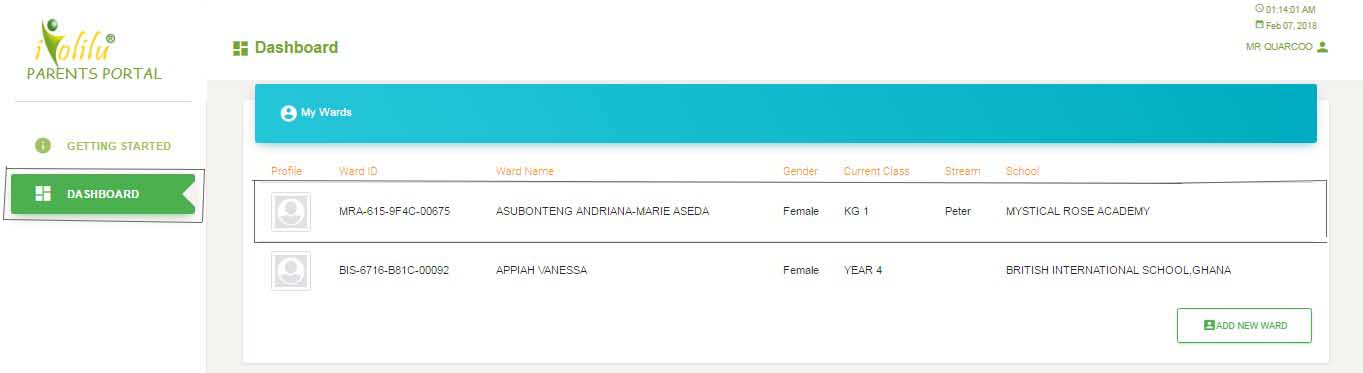 01:14:01 AM
Feb 07, 2018
MR QUARCOO
iVolilu®
PARENTS PORTAL
Dashboard
GETTING STARTED
DASHBOARD
My Wards
Profile Ward ID Ward Name Gender Current Class Stream School
MRA-615-9F4C-00675 ASUBONTENG ANDRIANA-MARIE ASEDA Female KG 1 Peter MYSTICAL ROSE ACADEMY
BIS-6716-B81C-00092 APPIAH VANESSA Female YEAR 4 BRITISH INTERNATIONAL SCHOOL,GHANA
ADD NEW WARD